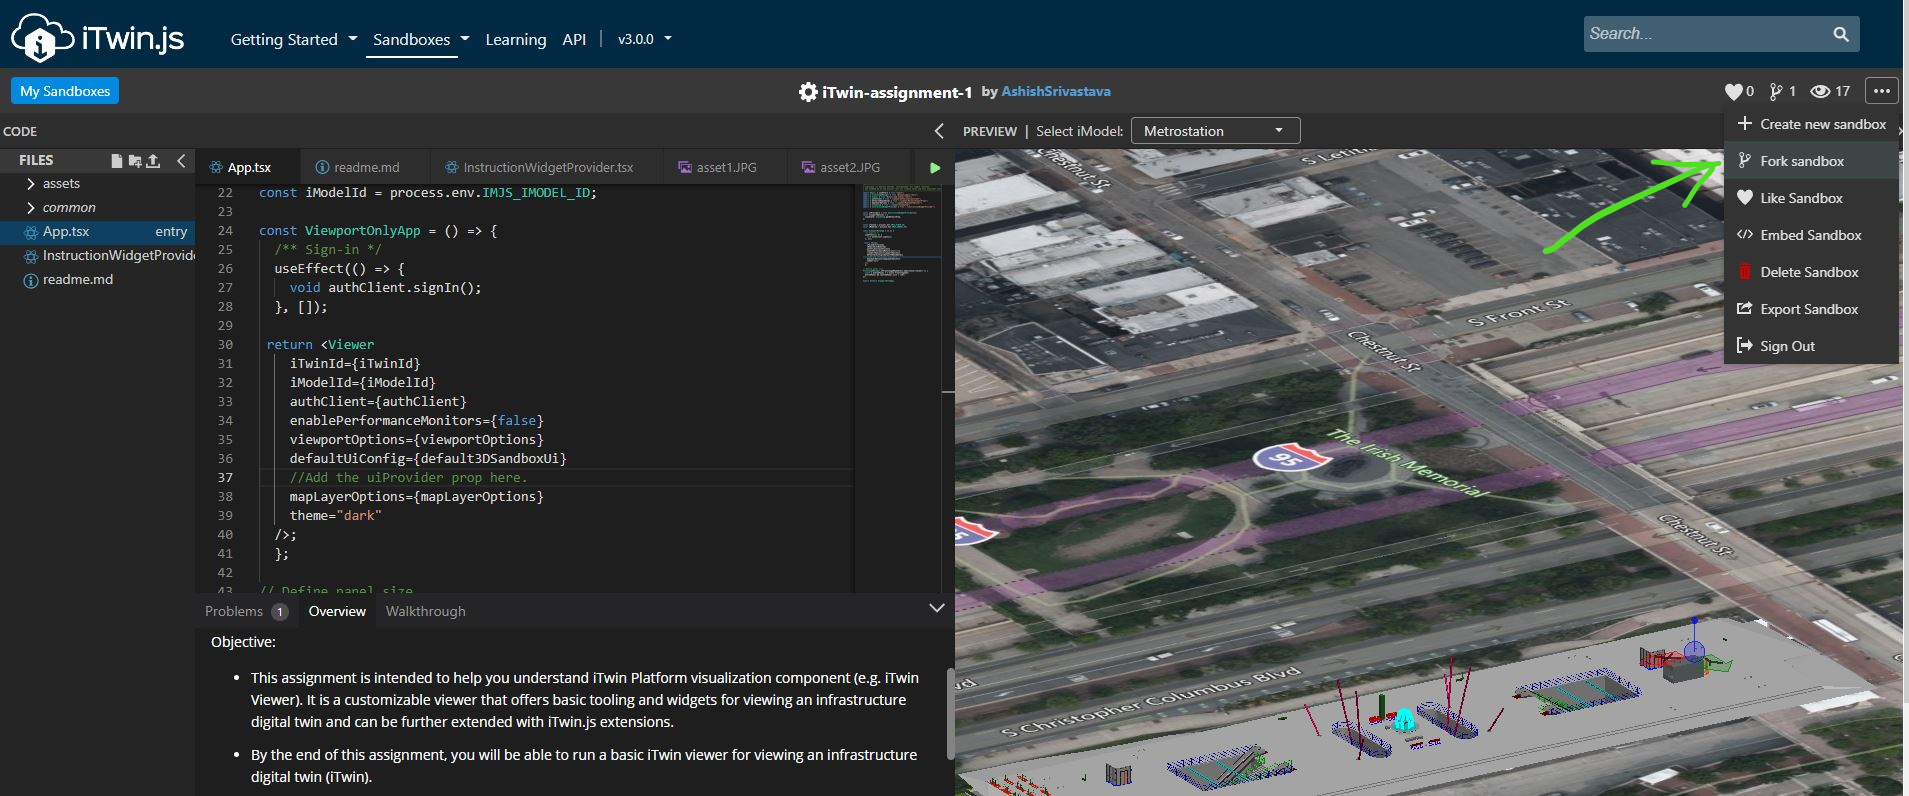 iTwin.js
Getting Started
Sandboxes
Learning
API
|
v3.0.0
Search...
My Sandboxes
iTwin-assignment-1 by AshishSrivastava
0
1
17
CODE
PREVIEW | Select iModel:
Metrostation
Create new sandbox
Fork sandbox
Like Sandbox
Embed Sandbox
Delete Sandbox
Export Sandbox
Sign Out
FILES
assets
common
App.tsx entry
InstructionWidgetProvide
readme.md
App.tsx
readme.md
InstructionWidgetProvider.tsx
asset1.JPG
asset2.JPG
22 const iModelId = process.env.IMJS_IMODEL_ID;
23
24 const ViewportOnlyApp = () => {
25 /** Sign-in */
26 useEffect(() => {
27 void authClient.signIn();
28 }, []);
29
30 return <Viewer
31 iTwinId={iTwinId}
32 iModelId={iModelId}
33 authClient={authClient}
34 enablePerformanceMonitors={false}
35 viewportOptions={viewportOptions}
36 defaultUiConfig={default3DSandboxUi}
37 //Add the uiProvider prop here.
38 mapLayerOptions={mapLayerOptions}
39 theme="dark"
40 />;
41 };
42
43 // Define panel size
Problems 1
Overview
Walkthrough
Objective:
• This assignment is intended to help you understand iTwin Platform visualization component (e.g. iTwin
Viewer). It is a customizable viewer that offers basic tooling and widgets for viewing an infrastructure
digital twin and can be further extended with iTwin.js extensions.
• By the end of this assignment, you will be able to run a basic iTwin viewer for viewing an infrastructure
digital twin (iTwin).
Chestnut St
S Letitia
S Front St
Chestnut St
The Irish Memorial
95
95
Chestnut St
S Christopher Columbus Blvd
vd